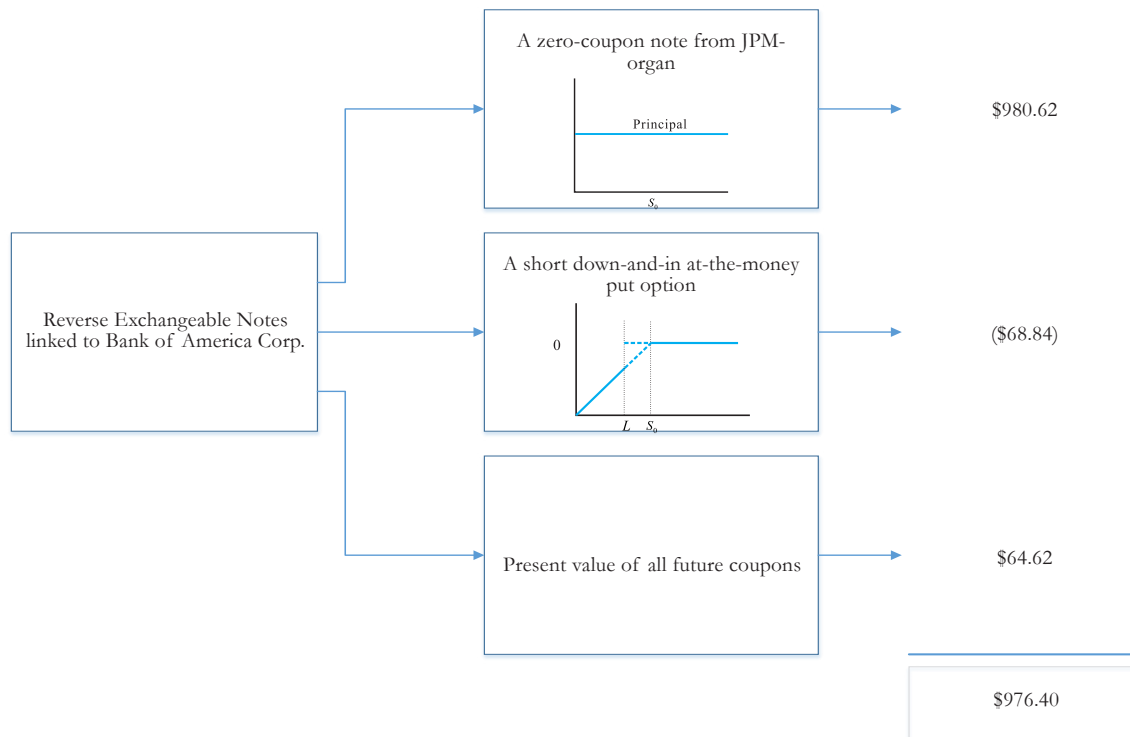 A zero-coupon note from JPM-
organ
Principal
S₀
$980.62
Reverse Exchangeable Notes
linked to Bank of America Corp.
A short down-and-in at-the-money
put option
0
L S₀
($68.84)
Present value of all future coupons
$64.62
$976.40